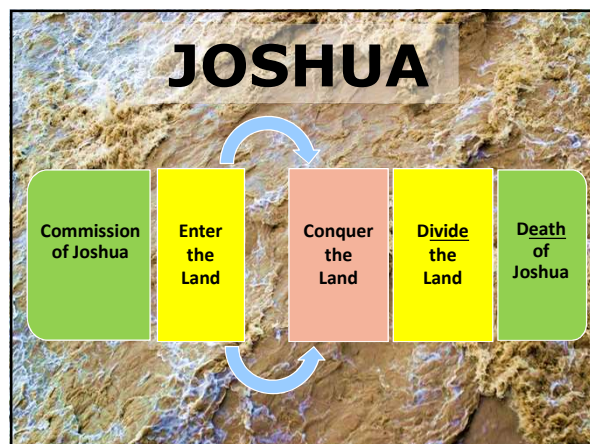 JOSHUA
Commission
of Joshua
Enter
the
Land
Conquer
the
Land
Divide
the
Land
Death
of
Joshua